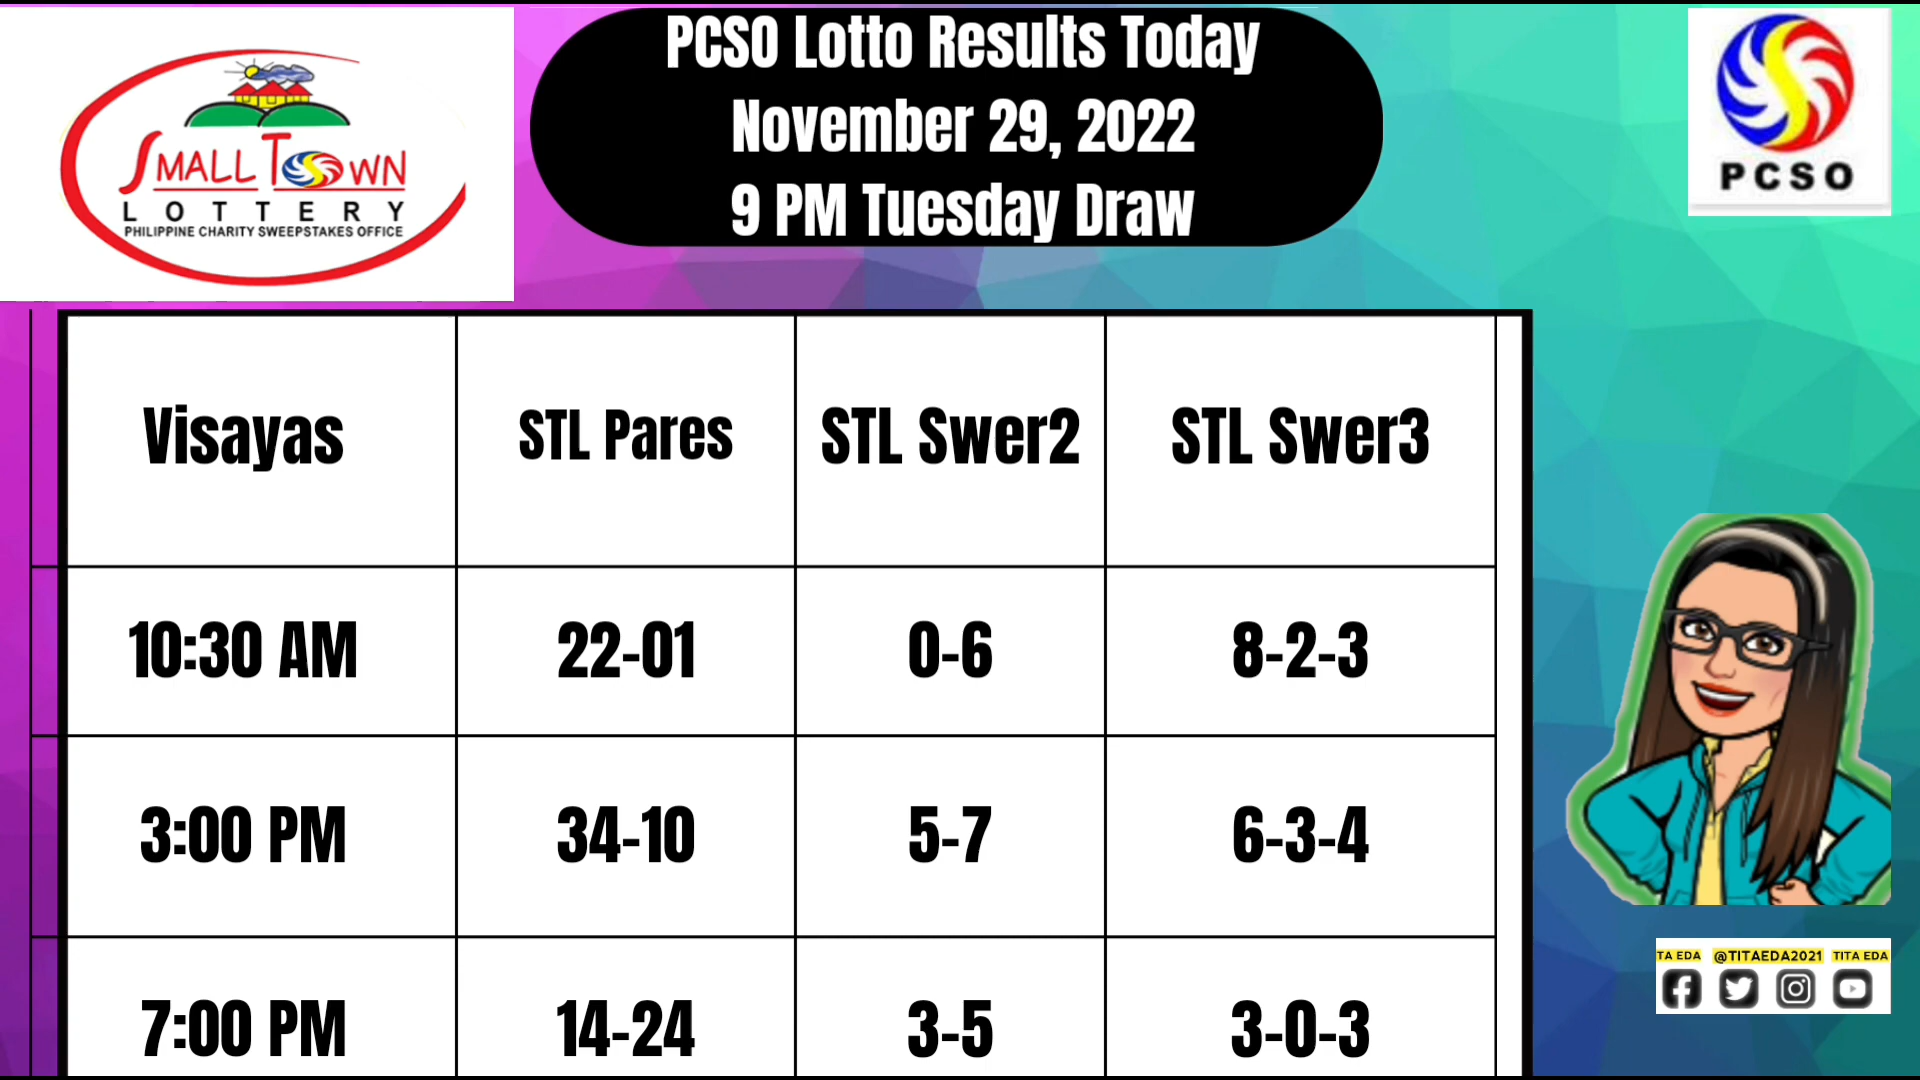 PCSO Lotto Results Today
November 29, 2022
9 PM Tuesday Draw
SMALL TOWN
LOTTERY
PHILIPPINE CHARITY SWEEPSTAKES OFFICE
PCSO
Visayas STL Pares STL Swer2 STL Swer3
10:30 AM 22-01 0-6 8-2-3
3:00 PM 34-10 5-7 6-3-4
7:00 PM 14-24 3-5 3-0-3
TA EDA @TITAEDA2021 TITA EDA